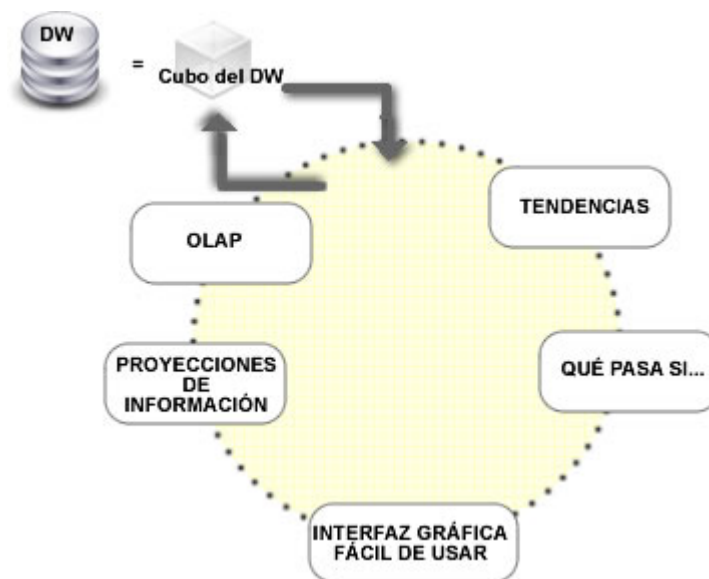 DW
=
Cubo del DW
TENDENCIAS
OLAP
PROYECCIONES
DE
INFORMACIÓN
QUÉ PASA SI...
INTERFAZ GRÁFICA
FÁCIL DE USAR